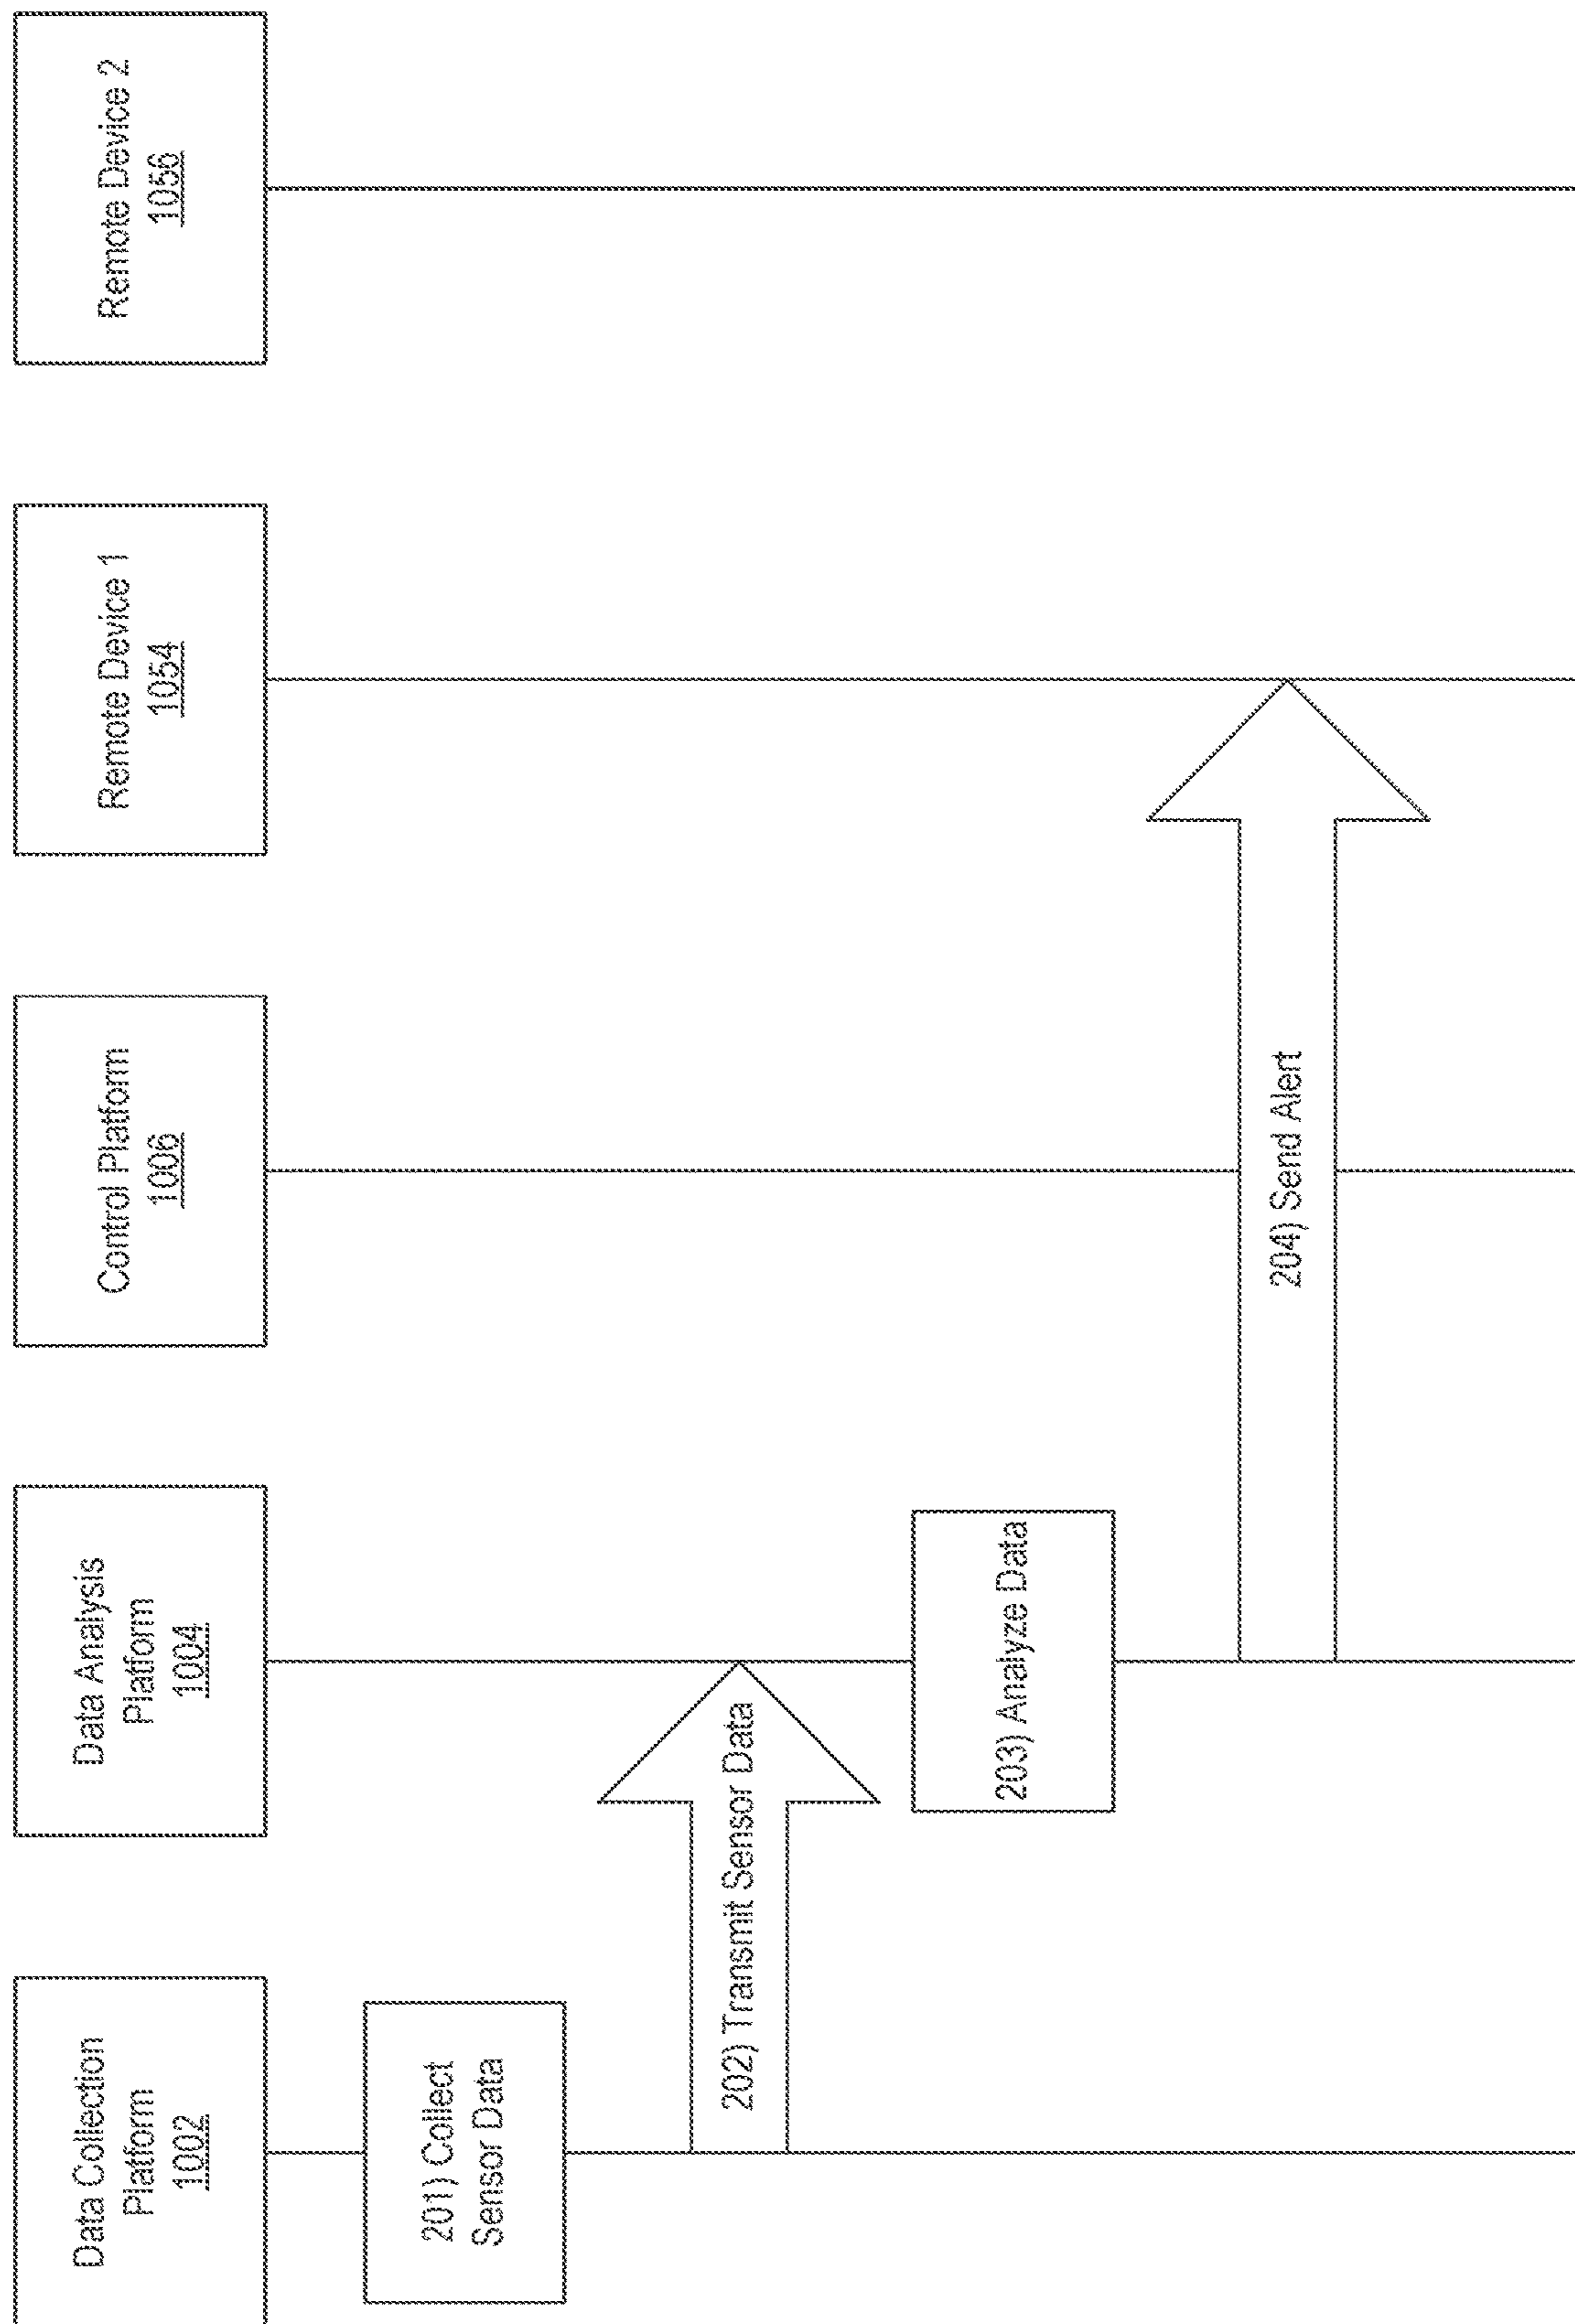 Data Collection
Platform
1002
Data Analysis
Platform
1004
Control Platform
1006
Remote Device 1
1054
Remote Device 2
1056
201) Collect
Sensor Data
202) Transmit Sensor Data
203) Analyze Data
204) Send Alert